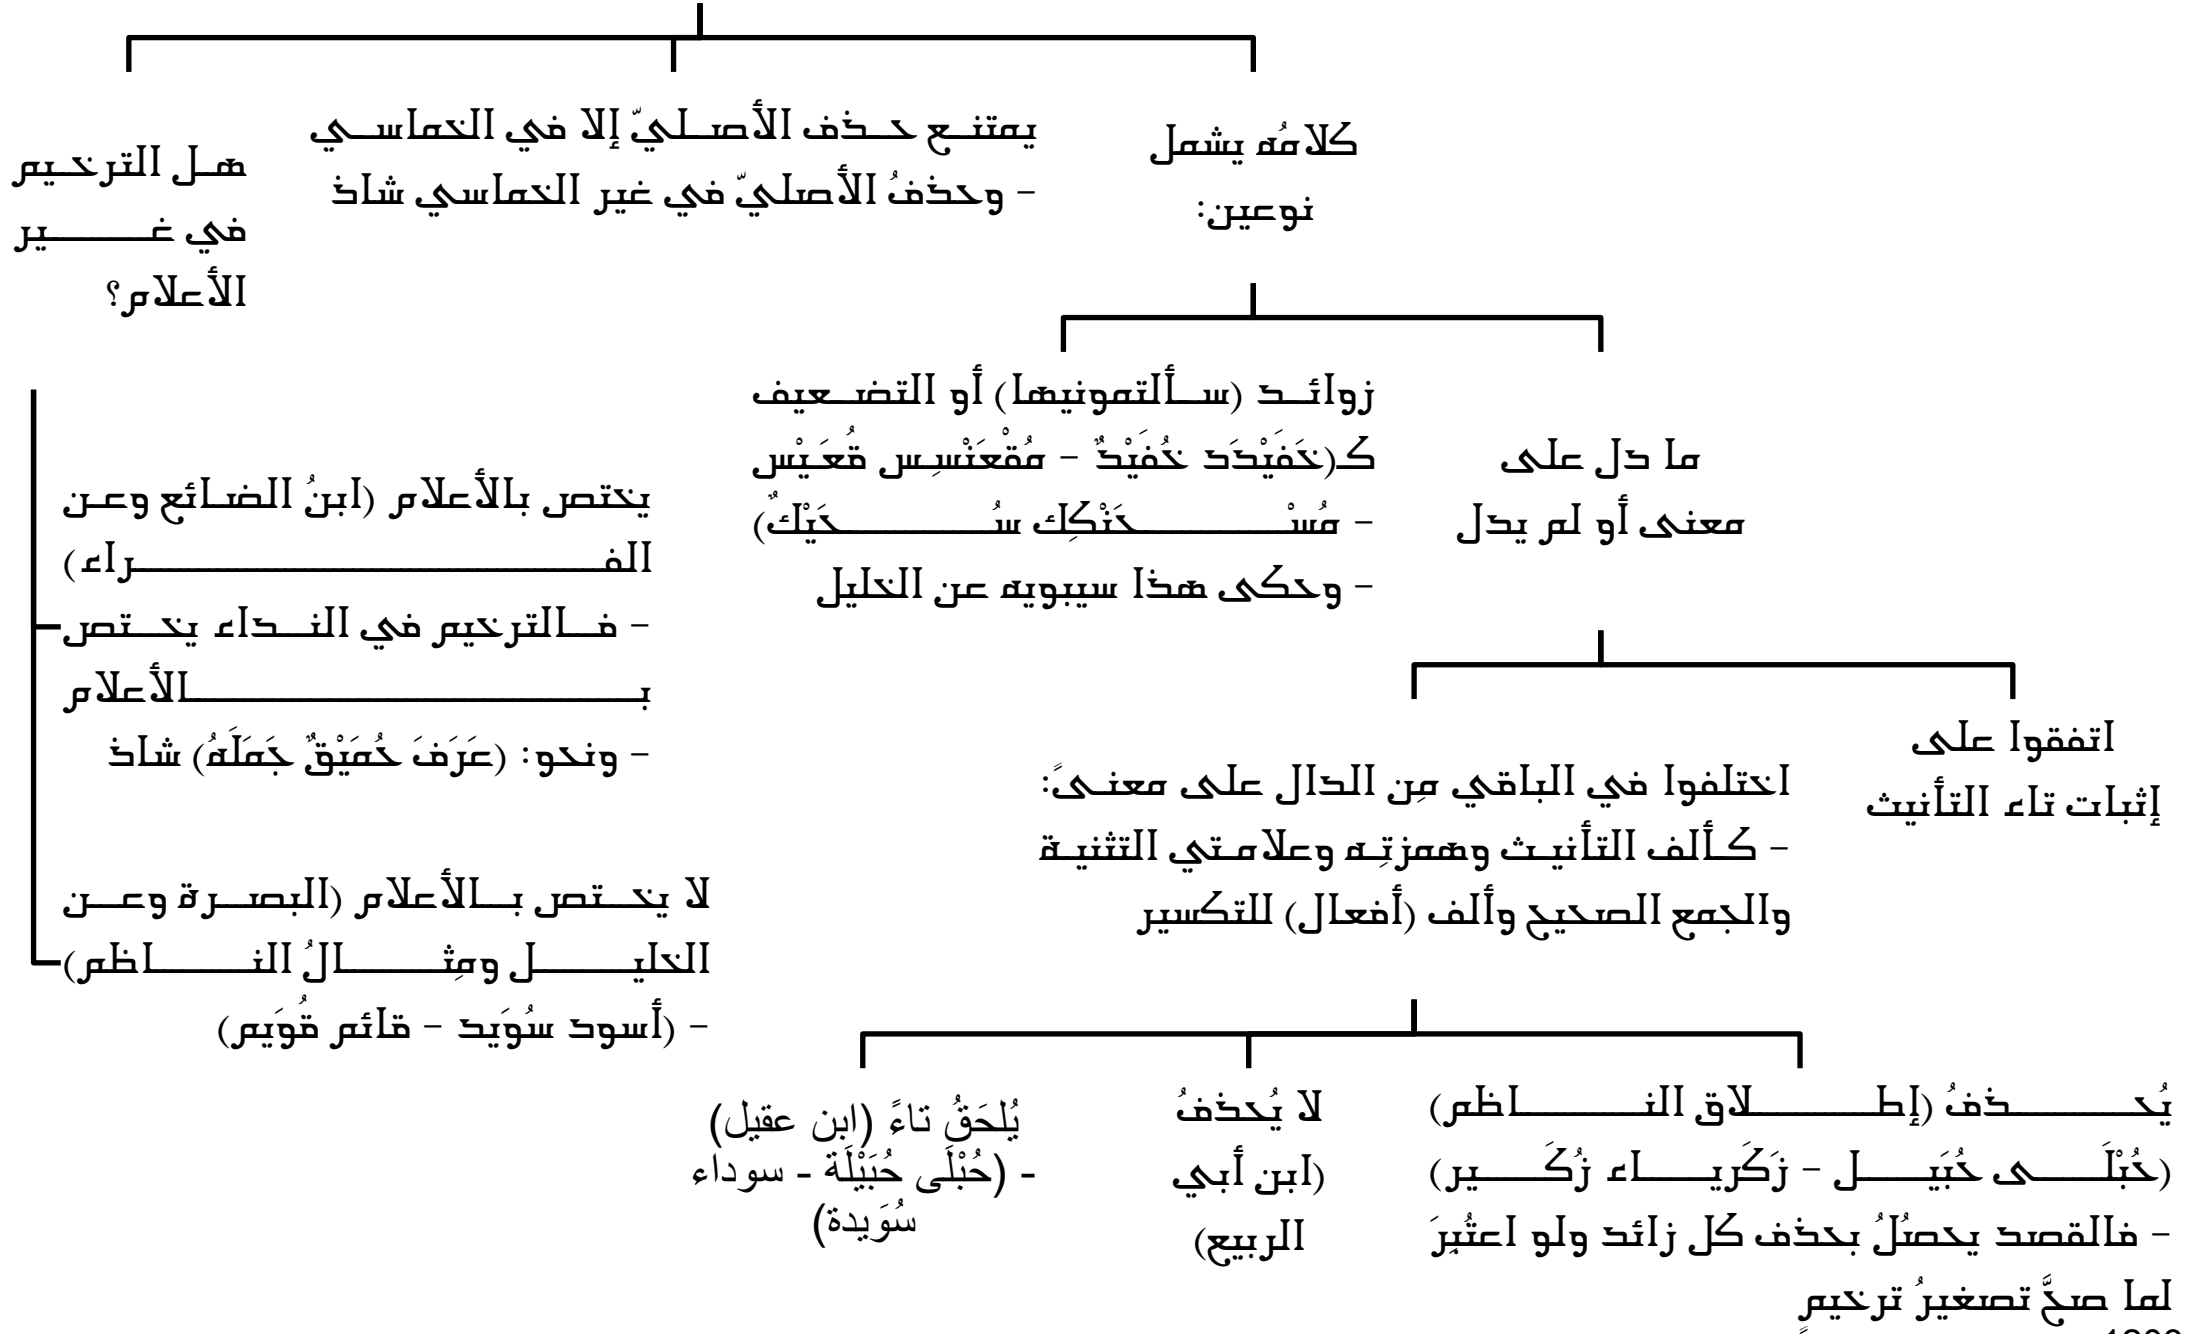 كلامُه يشمل
نوعين:
يمتنع حذف الأصليّ إلا في الخماسي
- وحذفُ الأصليّ في غير الخماسي شاذ
هل الترخيم
في غير
الأعلام؟
ما دل على
معنى أو لم يدل
زوائد (سألتمونيها) أو التضعيف
كـ(خَفَيْدَد خُفَيْدٌ - مُقْعَنْسِس قُعَيْس
- مُسْحَنْكِك سُحَيْكٌ)
- وحكى هذا سيبويه عن الخليل
اتفقوا على
إثبات تاء التأنيث
اختلفوا في الباقي مِن الدال على معنىً:
- كألف التأنيث وهمزتِه وعلامتي التثنية
والجمع الصحيح وألف (أفعال) للتكسير
يُحذفُ (إطلاق الناظم)
(حُبْلَى حُبَيل - زَكَرياء زُكَير)
- فالقصد يحصُلُ بحذف كل زائد ولو اعتُبِرَ
لما صحَّ تصغيرُ ترخيمٍ
لا يُحذفُ
(ابن أبي
الربيع)
يُلحَقُ تاءً (ابن عقيل)
- (حُبْلَى حُبَيْلَة - سوداء
سُوَيدة)
يختص بالأعلام (ابنُ الضائع وعن
الفراء)
- فالترخيم في النداء يختص
بالأعلام
- ونحو: (عَرَفَ حُمَيْقٌ جَمَلَهُ) شاذ
لا يختص بالأعلام (البصرة وعن
الخليل ومِثالُ الناظم)
- (أسود سُوَيد - قائم قُوَيم)